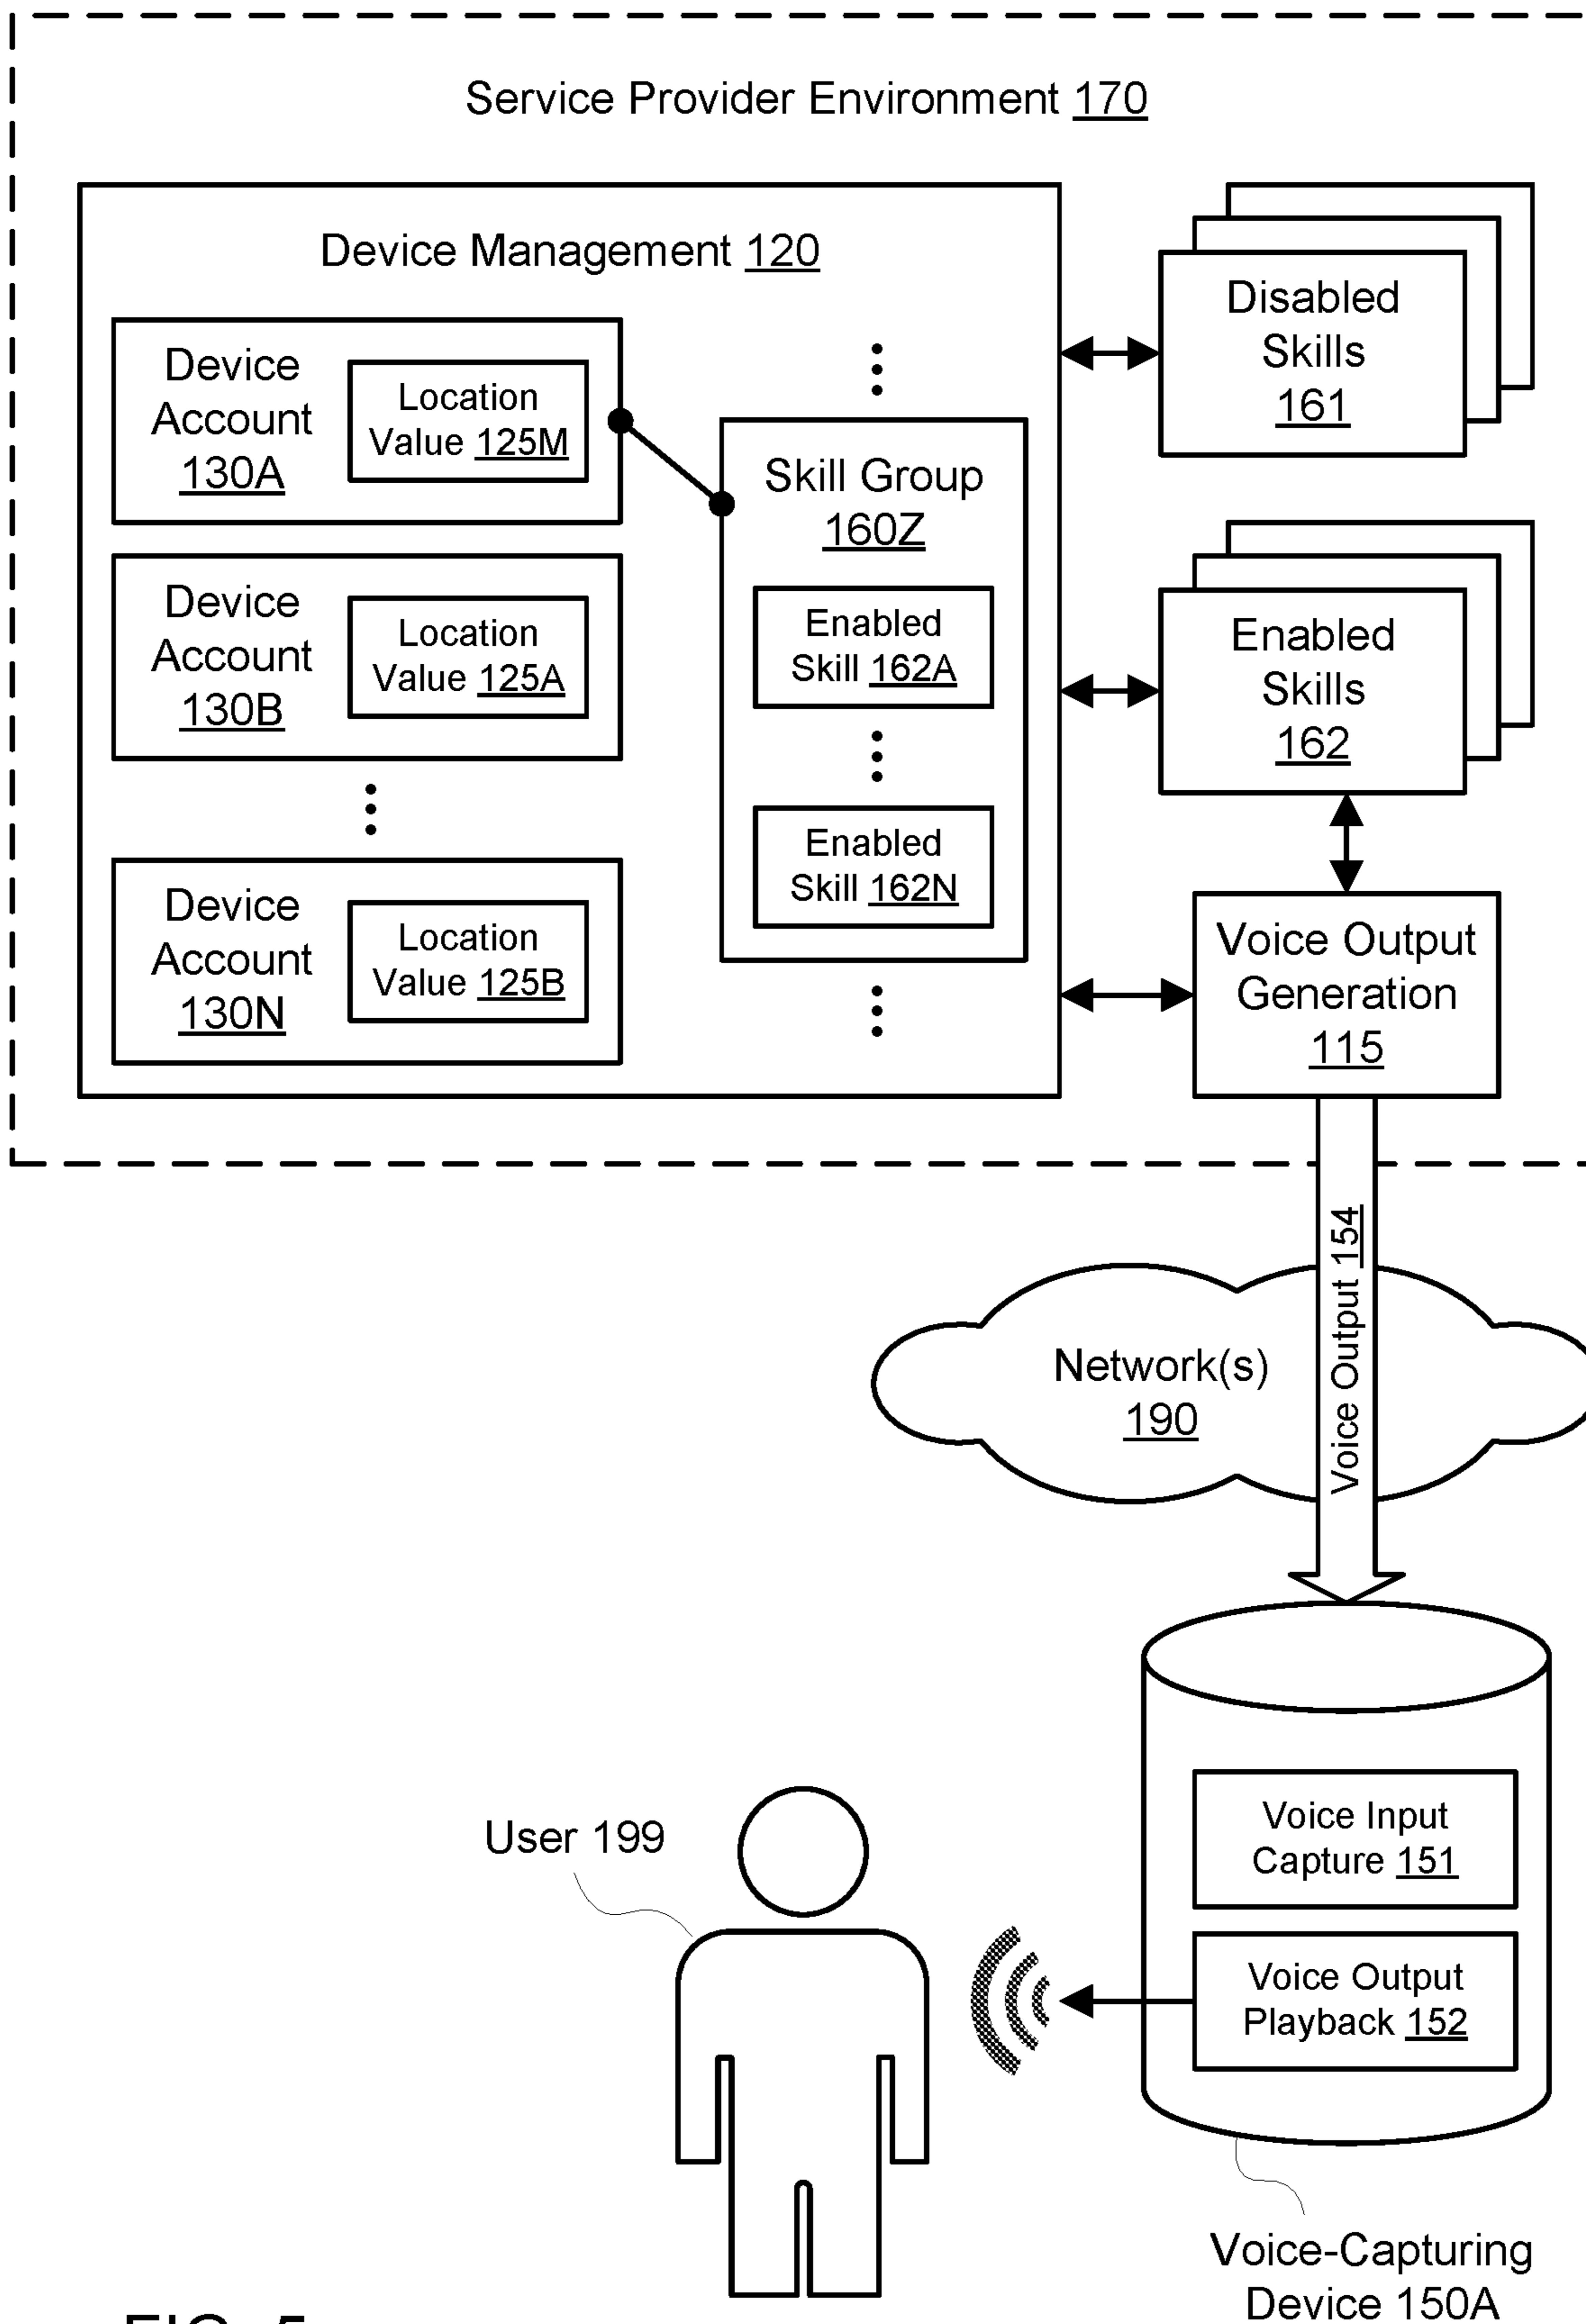 Service Provider Environment 170
Device Management 120
Device
Account
130A
Location
Value 125M
Device
Account
130B
Location
Value 125A
Device
Account
130N
Location
Value 125B
Skill Group
160Z
Enabled
Skill 162A
Enabled
Skill 162N
Disabled
Skills
161
Enabled
Skills
162
Voice Output
Generation
115
Voice Output 154
Network(s)
190
User 199
Voice Input
Capture 151
Voice Output
Playback 152
Voice-Capturing
Device 150A
FIG. 5